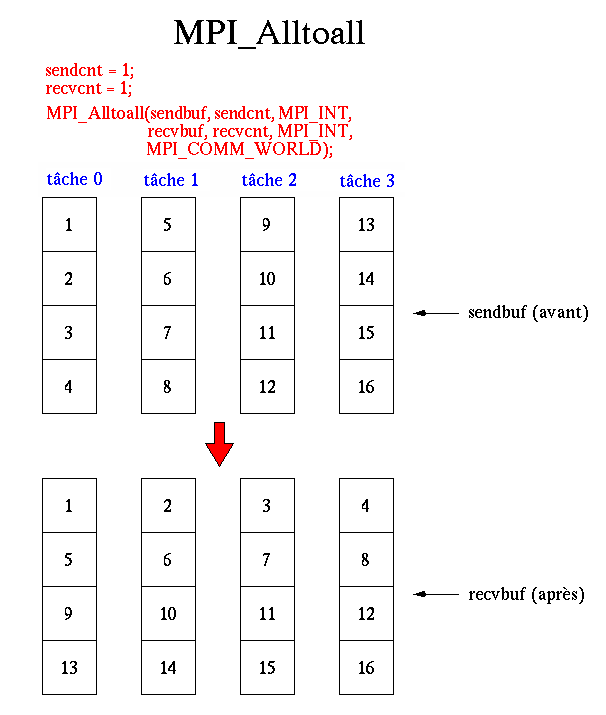 MPI_Alltoall
sendcnt = 1;
recvcnt = 1;
MPI_Alltoall(sendbuf, sendcnt, MPI_INT,
recvbuf, recvcnt, MPI_INT,
MPI_COMM_WORLD);
tâche 0 tâche 1 tâche 2 tâche 3
1 5 9 13
2 6 10 14
sendbuf (avant)
3 7 11 15
4 8 12 16
1 2 3 4
5 6 7 8
recvbuf (après)
9 10 11 12
13 14 15 16